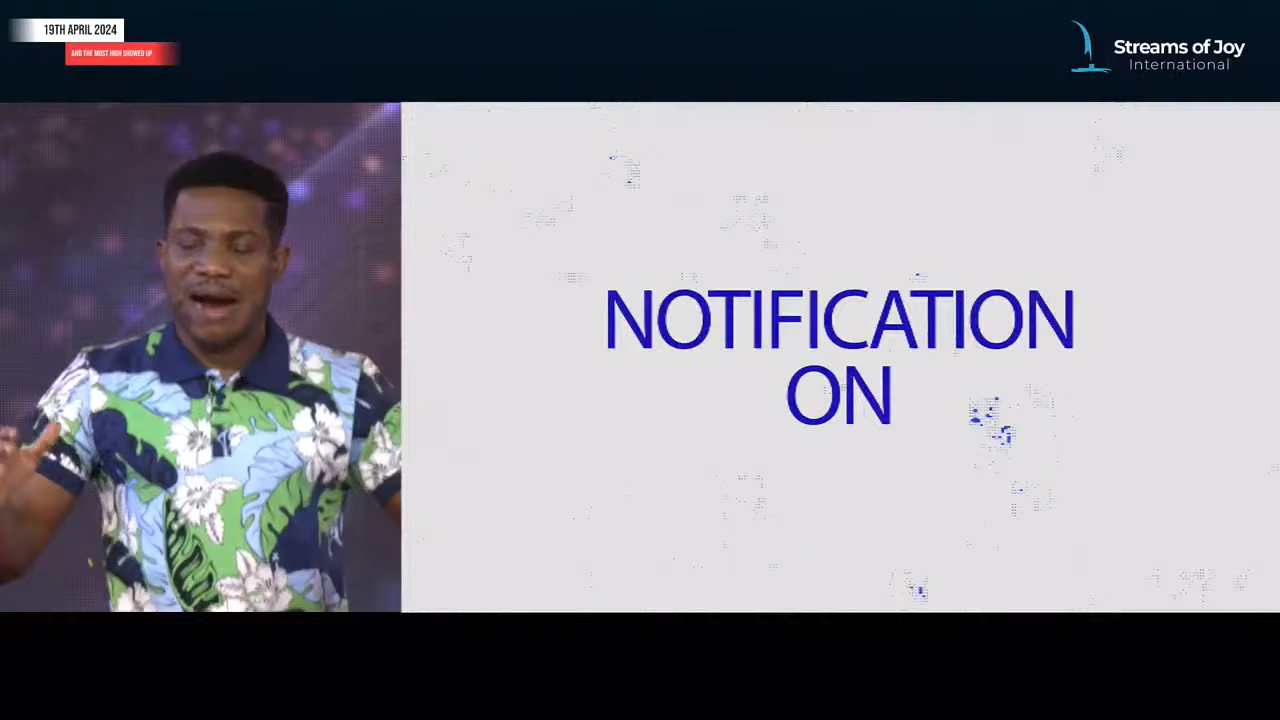 19TH APRIL 2024
AND THE MOST HIGH SHOWED UP
Streams of Joy
International
NOTIFICATION
ON